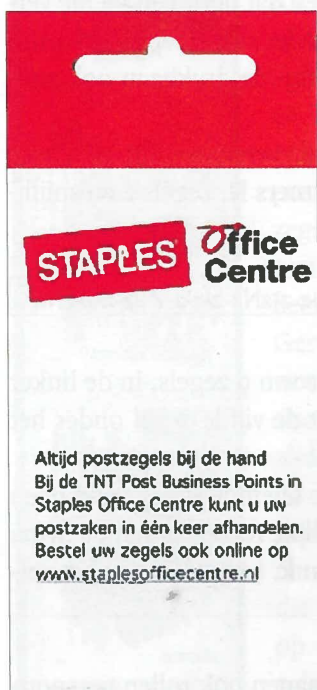 STAPLES Office
Centre
Altijd postzegels bij de hand
Bij de TNT Post Business Points in
Staples Office Centre kunt u uw
postzaken in één keer afhandelen.
Bestel uw zegels ook online op
www.staplesofficecentre.nl